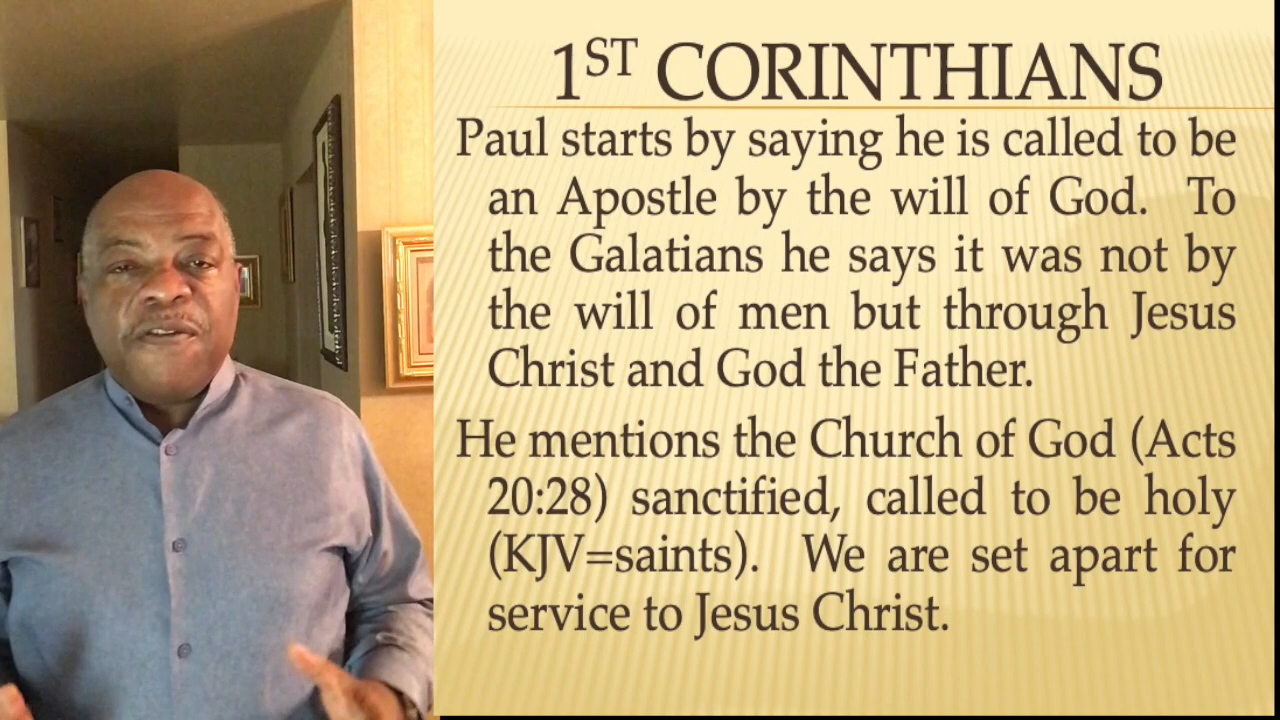 1ST CORINTHIANS
Paul starts by saying he is called to be
an Apostle by the will of God. To
the Galatians he says it was not by
the will of men but through Jesus
Christ and God the Father.
He mentions the Church of God (Acts
20:28) sanctified, called to be holy
(KJV=saints). We are set apart for
service to Jesus Christ.